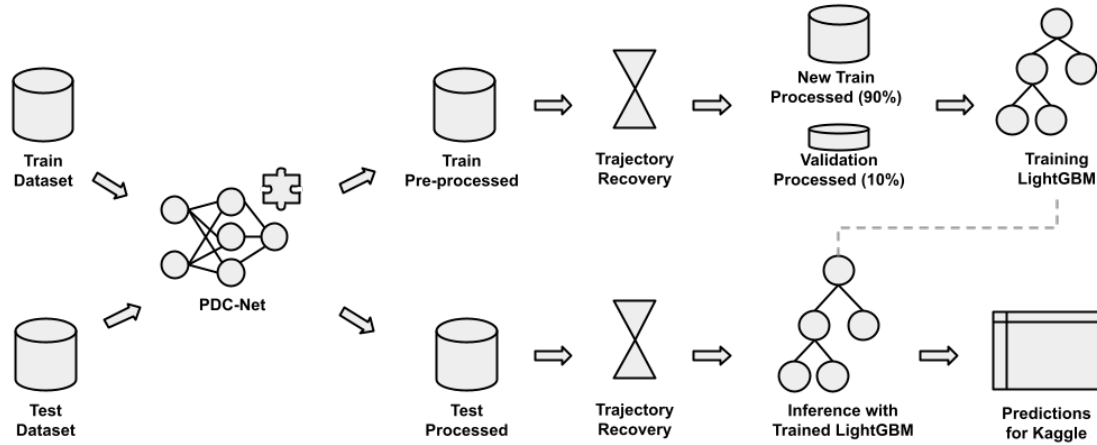 Train
Dataset
PDC-Net
Test
Dataset
Train
Pre-processed
Trajectory
Recovery
New Train
Processed (90%)
Validation
Processed (10%)
Training
LightGBM
Test
Processed
Trajectory
Recovery
Inference with
Trained LightGBM
Predictions
for Kaggle